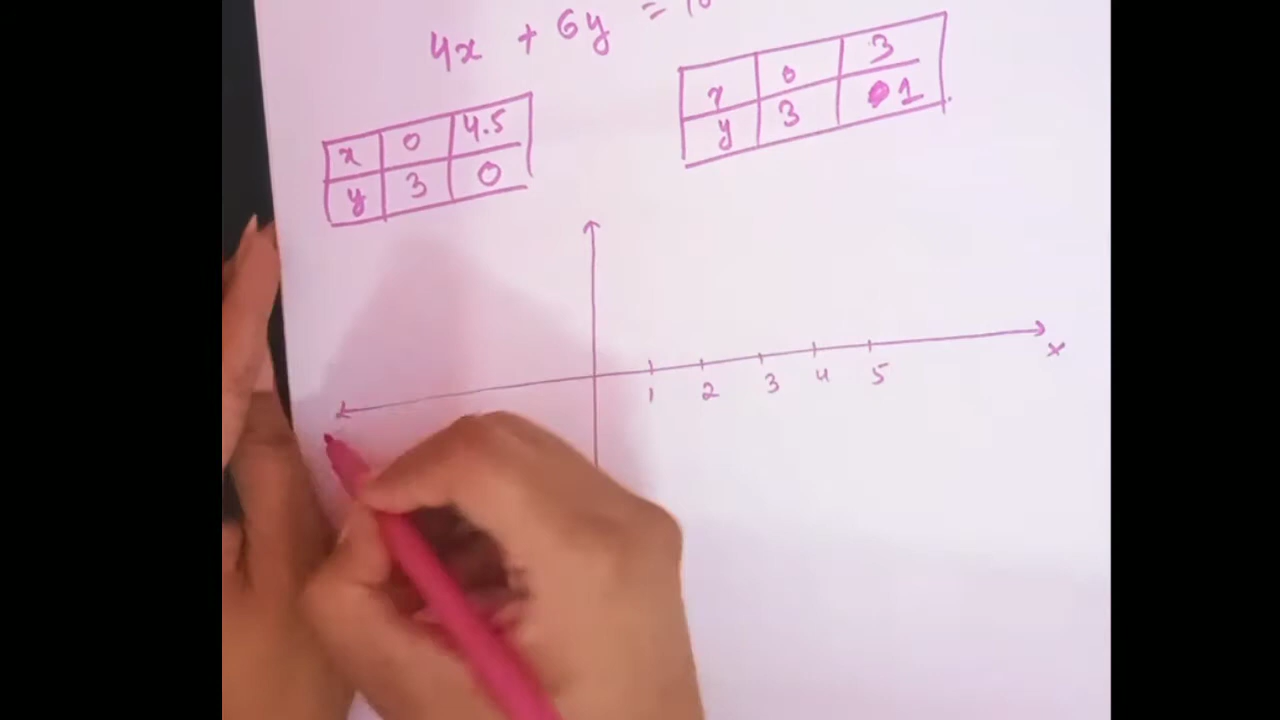 4x + 6y =
x 0 4.5
y 3 0
x 0 3
y 3 1
x
1 2 3 4 5